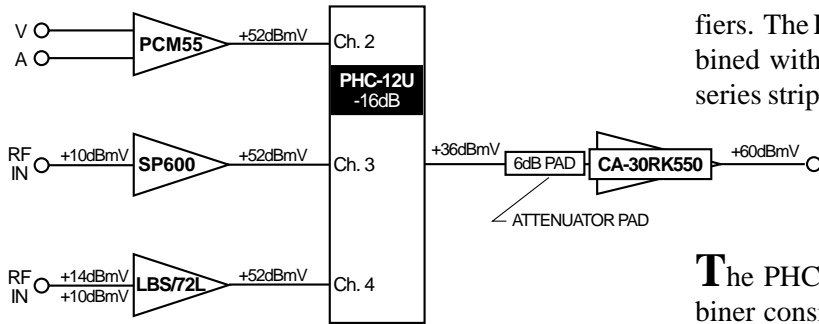 V
A
PCM55
+52dBmV
Ch. 2
PHC-12U
-16dB
RF
IN
+10dBmV
SP600
+52dBmV
Ch. 3
+36dBmV
6dB PAD
CA-30RK550
+60dBmV
ATTENUATOR PAD
RF
IN
+14dBmV
+10dBmV
LBS/72L
+52dBmV
Ch. 4
fiers. The
bined with
series strip
The PHC
biner consi